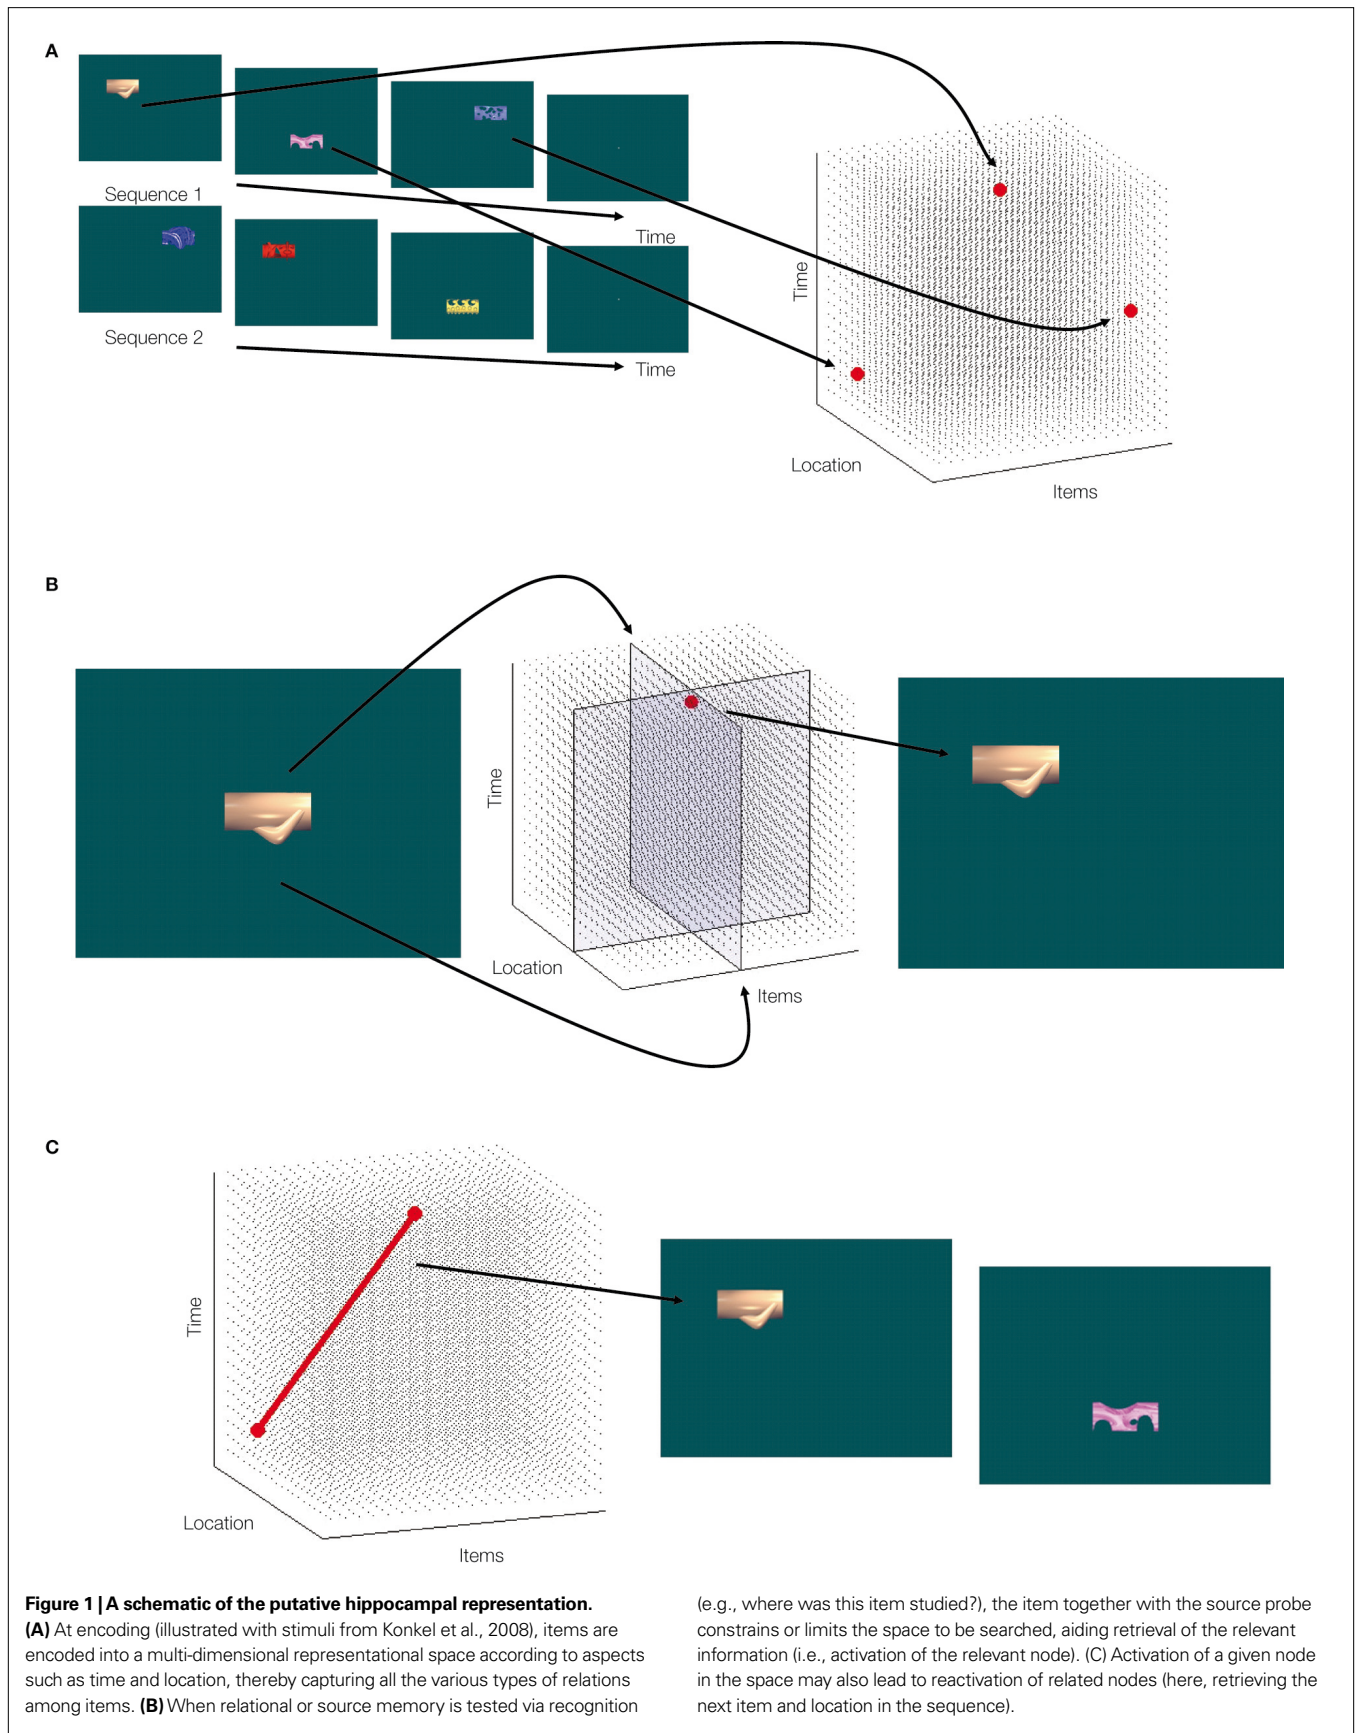 A
Sequence 1
Time
Sequence 2
Time
Time
Location
Items
B
Time
Location
Items
C
Time
Location
Items
Figure 1 | A schematic of the putative hippocampal representation.
(A) At encoding (illustrated with stimuli from Konkel et al., 2008), items are
encoded into a multi-dimensional representational space according to aspects
such as time and location, thereby capturing all the various types of relations
among items. (B) When relational or source memory is tested via recognition
(e.g., where was this item studied?), the item together with the source probe
constrains or limits the space to be searched, aiding retrieval of the relevant
information (i.e., activation of the relevant node). (C) Activation of a given node
in the space may also lead to reactivation of related nodes (here, retrieving the
next item and location in the sequence).